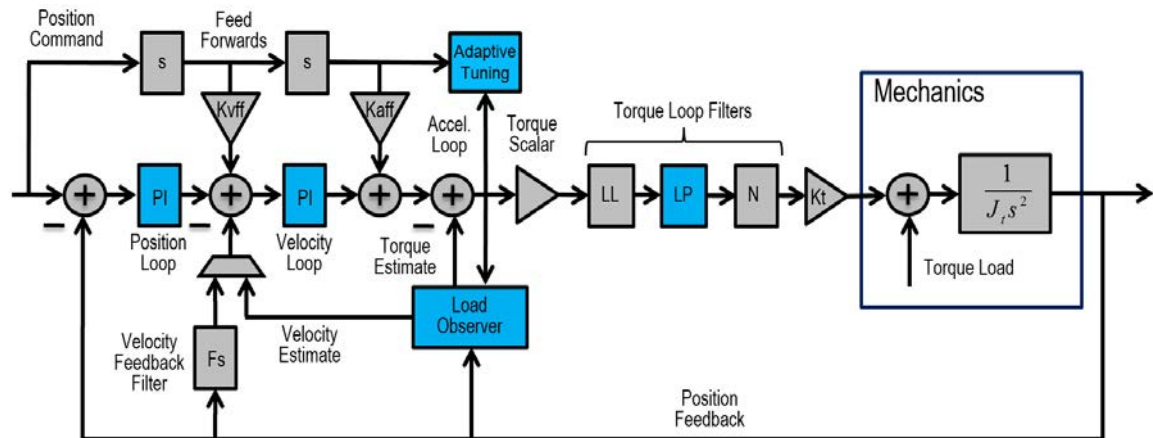 Position
Command
Feed
Forwards
s
s
Adaptive
Tuning
Kvff
Kaff
Accel.
Loop
Torque
Scalar
Torque Loop Filters
Mechanics
+
PI
+
PI
+
+
LL
LP
N
Kt
+
1
J_t s^2
−
−
−
Position
Loop
Velocity
Loop
Torque
Estimate
Torque Load
Load
Observer
Velocity
Feedback
Filter
Fs
Velocity
Estimate
Position
Feedback